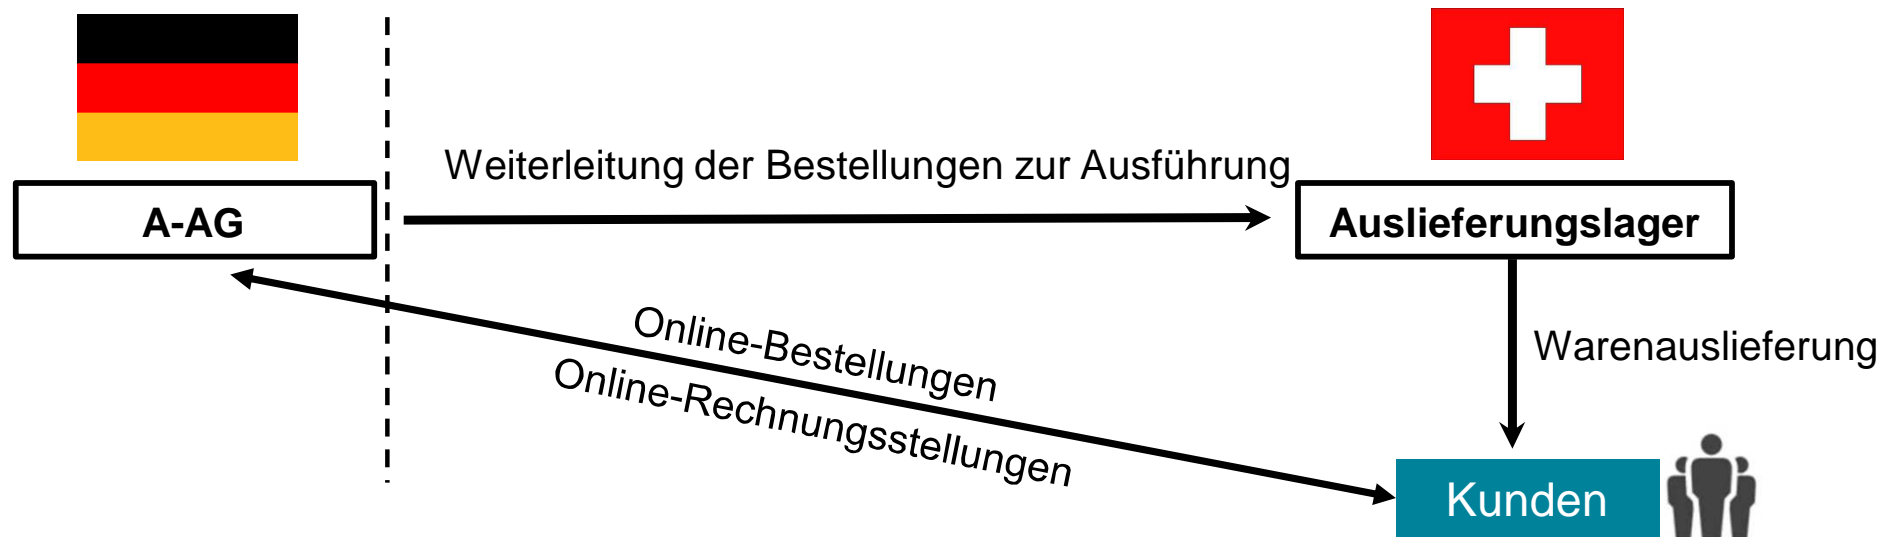 Weiterleitung der Bestellungen zur Ausführung
A-AG
Auslieferungslager
Online-Bestellungen
Online-Rechnungsstellungen
Warenauslieferung
Kunden